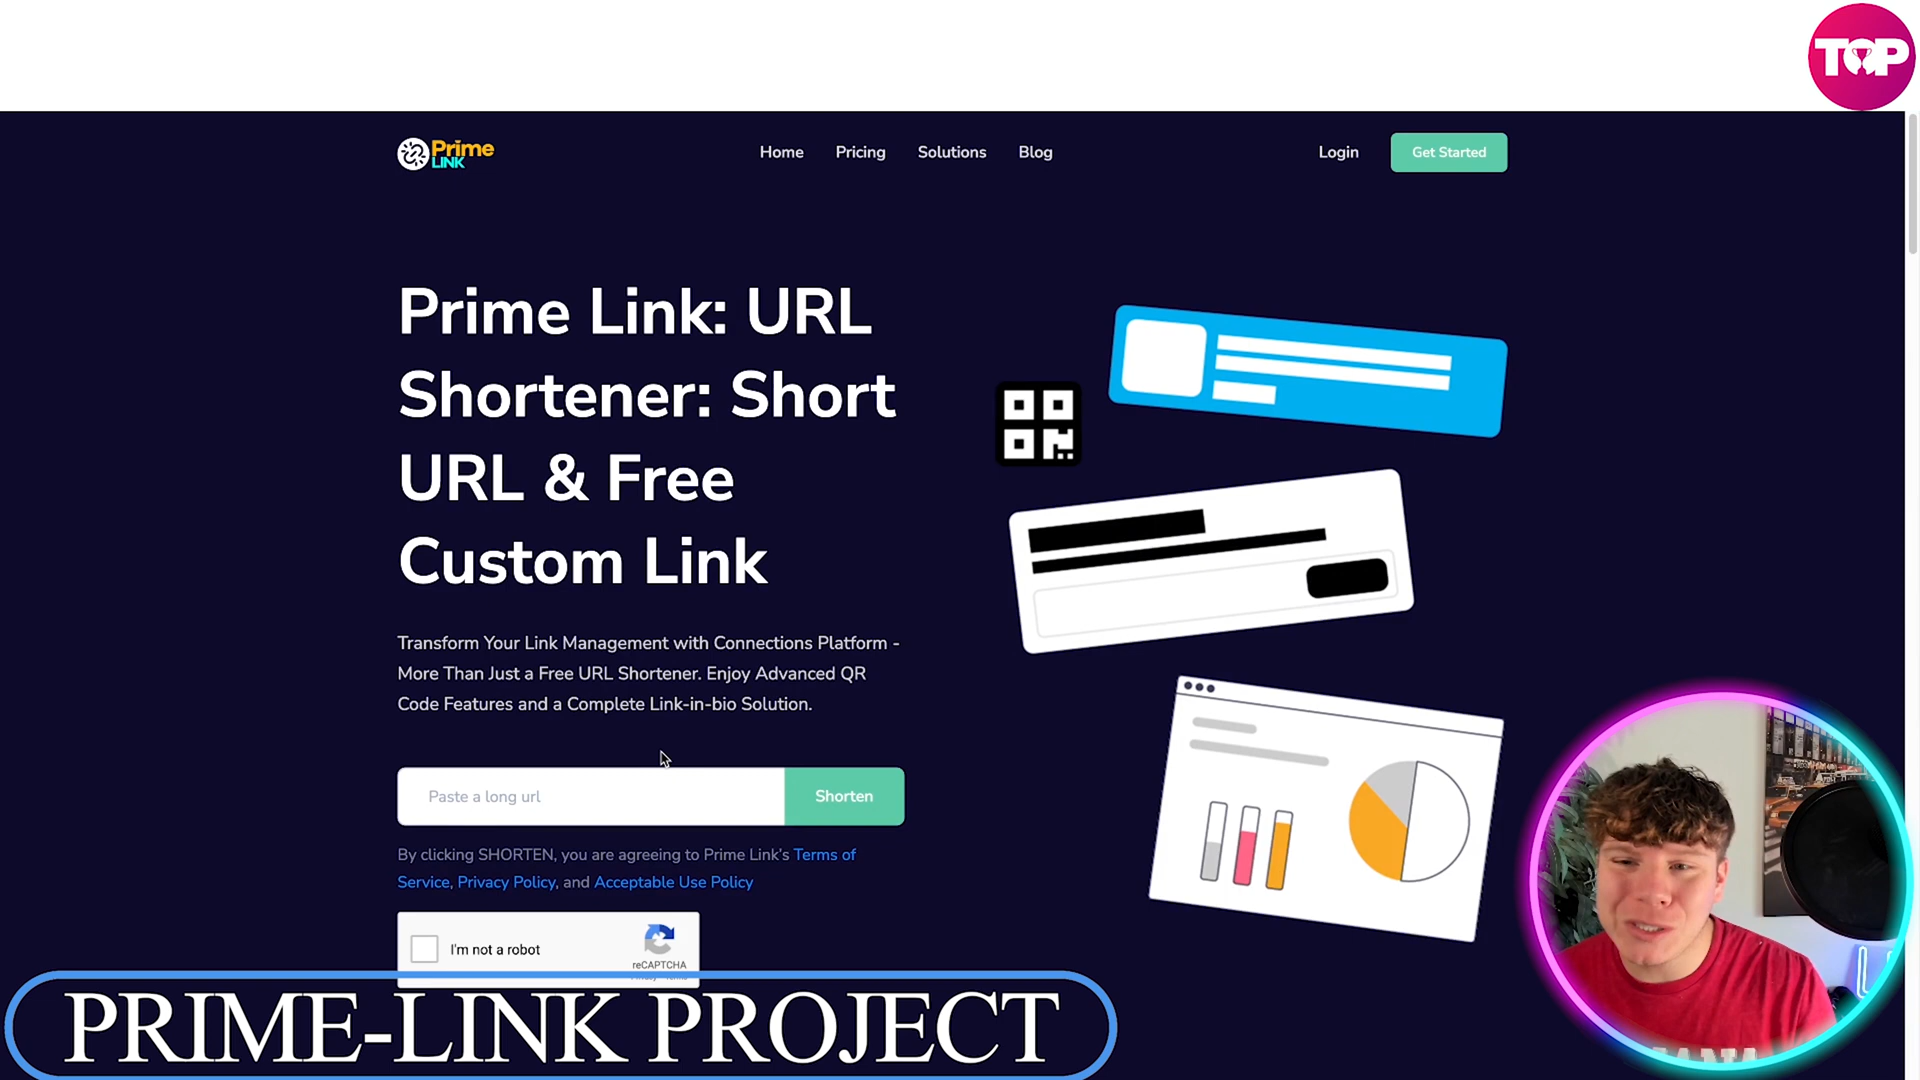 TOP
Prime
LINK
Home
Pricing
Solutions
Blog
Login
Get Started
Prime Link: URL
Shortener: Short
URL & Free
Custom Link
Transform Your Link Management with Connections Platform -
More Than Just a Free URL Shortener. Enjoy Advanced QR
Code Features and a Complete Link-in-bio Solution.
Paste a long url
Shorten
By clicking SHORTEN, you are agreeing to Prime Link's Terms of
Service, Privacy Policy, and Acceptable Use Policy
I'm not a robot
reCAPTCHA
PRIME-LINK PROJECT